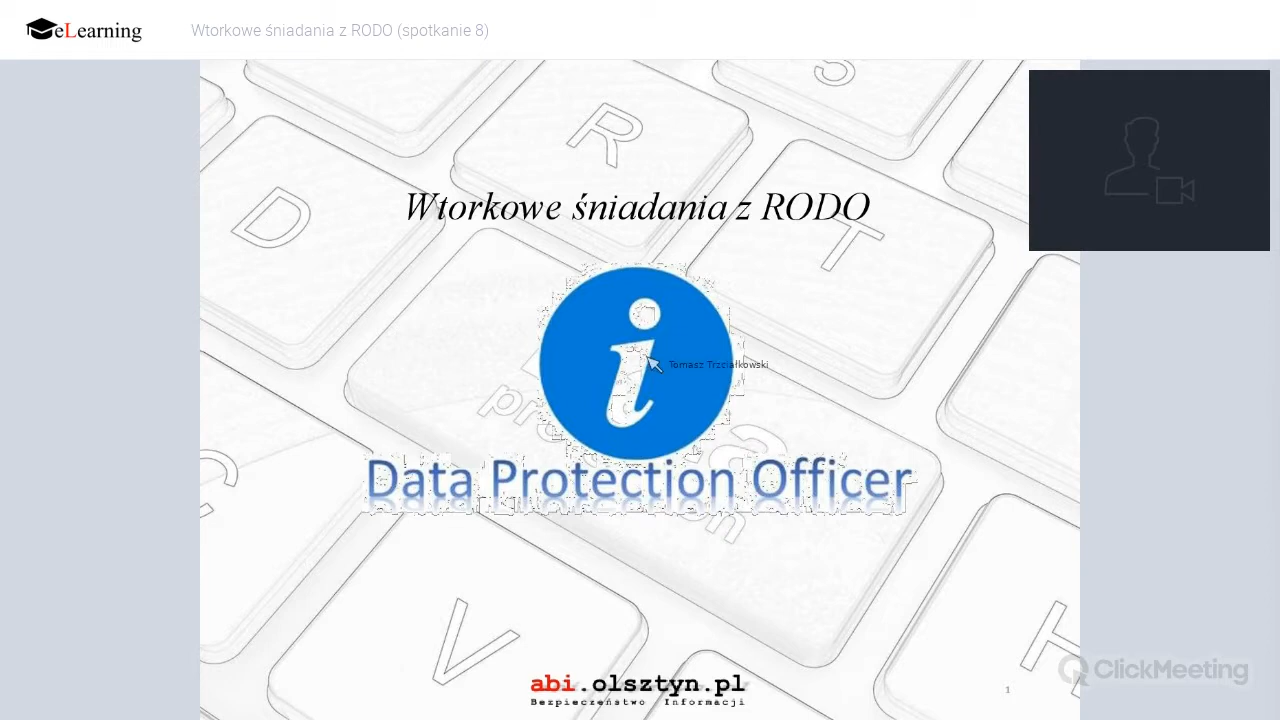 eLearning
Wtorkowe śniadania z RODO (spotkanie 8)
S
R
D
T
Wtorkowe śniadania z RODO
i
Tomasz Trzciałkowski
Data Protection Officer
C
V
H
abi.olsztyn.pl
Bezpieczeństwo Informacji
1
ClickMeeting